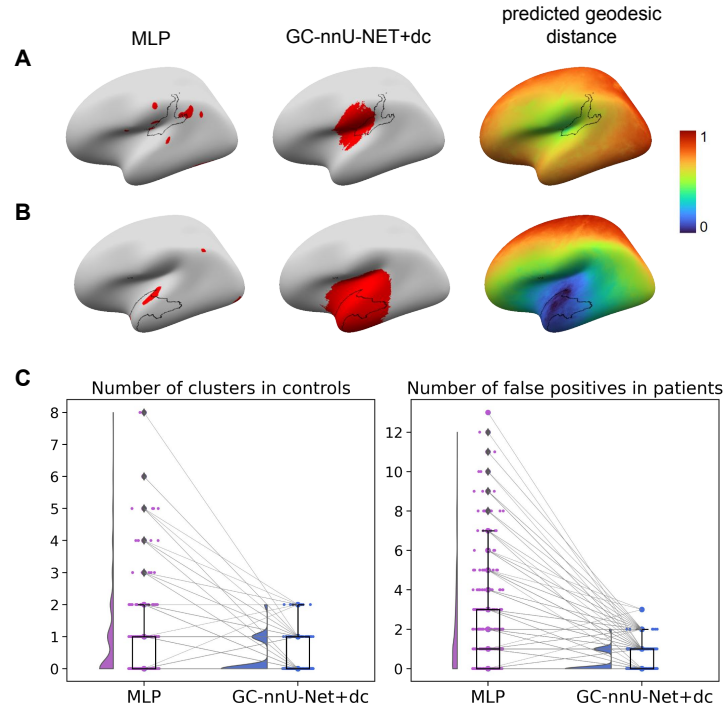 MLP
GC-nnU-NET+dc
predicted geodesic
distance
A
1
0
B
C
Number of clusters in controls
8
7
6
5
4
3
2
1
0
MLP
GC-nnU-Net+dc
Number of false positives in patients
12
10
8
6
4
2
0
MLP
GC-nnU-Net+dc